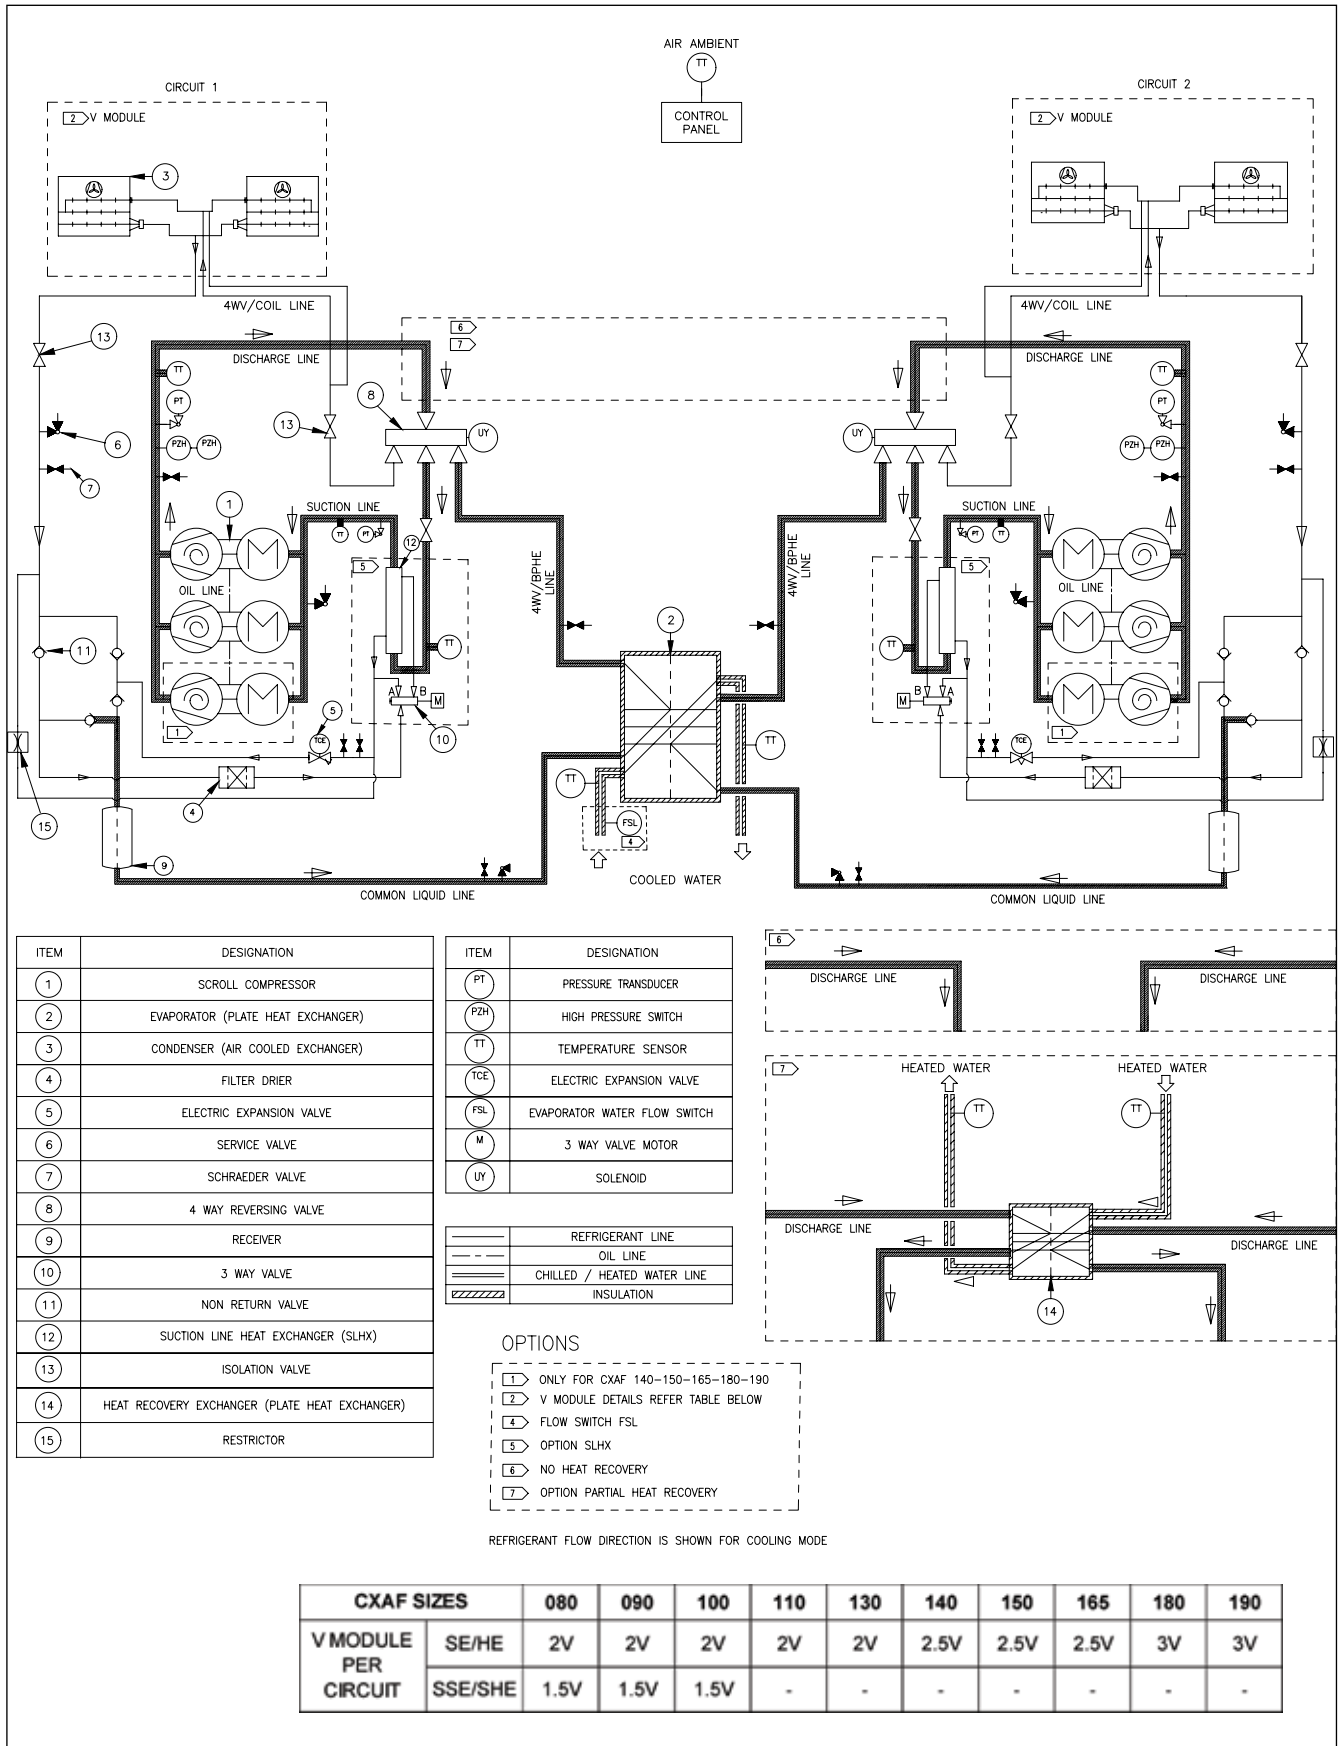 AIR AMBIENT
TT
CONTROL
PANEL
CIRCUIT 1
2 V MODULE
3
CIRCUIT 2
2 V MODULE
4WV/COIL LINE
4WV/COIL LINE
6
7
13
DISCHARGE LINE
DISCHARGE LINE
TT
PT
PZH PZH
8
13
UY
UY
TT
PT
PZH PZH
6
7
1
SUCTION LINE
TT
PT
12
5
SUCTION LINE
PT
TT
5
OIL LINE
OIL LINE
4WV/BPHE
LINE
4WV/BPHE
LINE
2
11
TT
TT
A B
M
B A
M
5
TCE
10
TCE
1
1
TT
TT
4
15
9
FSL
4
COOLED WATER
COMMON LIQUID LINE
COMMON LIQUID LINE
ITEM DESIGNATION
1 SCROLL COMPRESSOR
2 EVAPORATOR (PLATE HEAT EXCHANGER)
3 CONDENSER (AIR COOLED EXCHANGER)
4 FILTER DRIER
5 ELECTRIC EXPANSION VALVE
6 SERVICE VALVE
7 SCHRAEDER VALVE
8 4 WAY REVERSING VALVE
9 RECEIVER
10 3 WAY VALVE
11 NON RETURN VALVE
12 SUCTION LINE HEAT EXCHANGER (SLHX)
13 ISOLATION VALVE
14 HEAT RECOVERY EXCHANGER (PLATE HEAT EXCHANGER)
15 RESTRICTOR
ITEM DESIGNATION
PT PRESSURE TRANSDUCER
PZH HIGH PRESSURE SWITCH
TT TEMPERATURE SENSOR
TCE ELECTRIC EXPANSION VALVE
FSL EVAPORATOR WATER FLOW SWITCH
M 3 WAY VALVE MOTOR
UY SOLENOID
REFRIGERANT LINE
OIL LINE
CHILLED / HEATED WATER LINE
INSULATION
6
DISCHARGE LINE
DISCHARGE LINE
7
HEATED WATER
HEATED WATER
TT
TT
DISCHARGE LINE
DISCHARGE LINE
14
OPTIONS
1 ONLY FOR CXAF 140-150-165-180-190
2 V MODULE DETAILS REFER TABLE BELOW
4 FLOW SWITCH FSL
5 OPTION SLHX
6 NO HEAT RECOVERY
7 OPTION PARTIAL HEAT RECOVERY
REFRIGERANT FLOW DIRECTION IS SHOWN FOR COOLING MODE
CXAF SIZES 080 090 100 110 130 140 150 165 180 190
V MODULE
PER
CIRCUIT
SE/HE 2V 2V 2V 2V 2V 2.5V 2.5V 2.5V 3V 3V
SSE/SHE 1.5V 1.5V 1.5V - - - - - - -